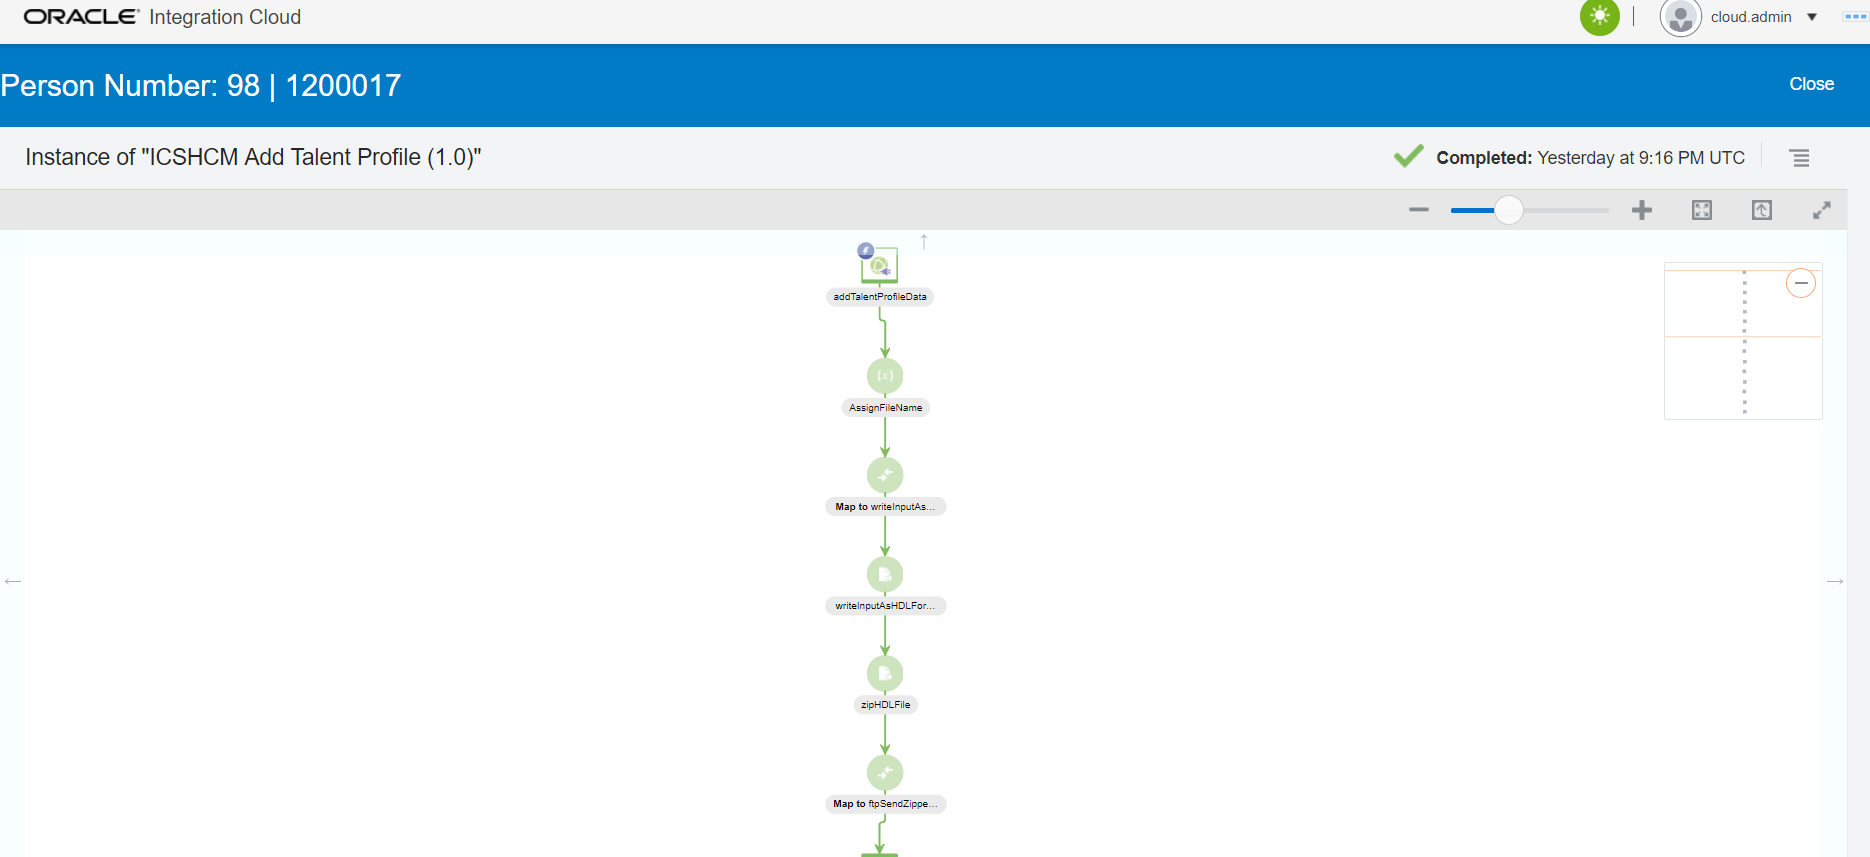 ORACLE® Integration Cloud
cloud.admin
Person Number: 98 | 1200017
Close
Instance of "ICSHCM Add Talent Profile (1.0)"
Completed: Yesterday at 9:16 PM UTC
addTalentProfileData
(x)
AssignFileName
Map to writeInputAs...
writeInputAsHDLFor...
zipHDLFile
Map to ftpSendZippe...